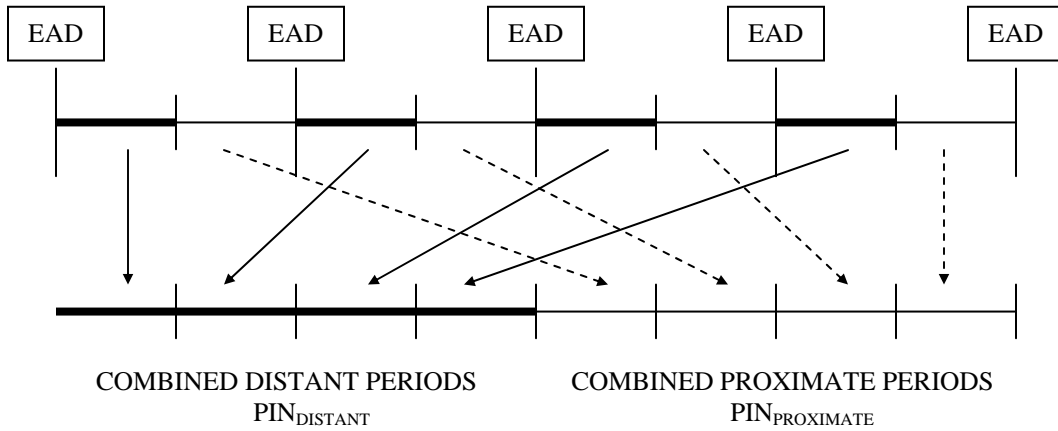 EAD EAD EAD EAD EAD
COMBINED DISTANT PERIODS COMBINED PROXIMATE PERIODS
PIN_DISTANT PIN_PROXIMATE